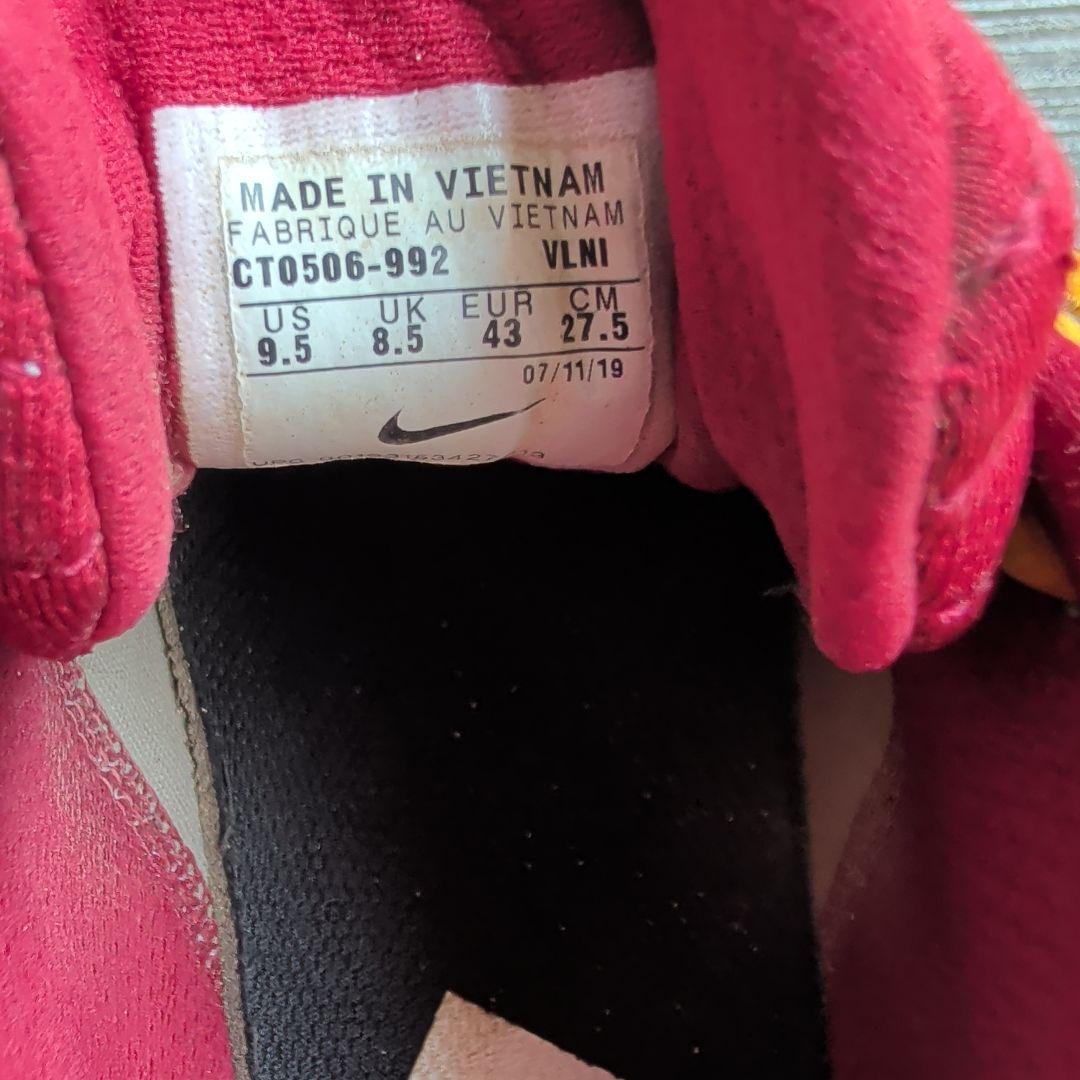 MADE IN VIETNAM
FABRIQUE AU VIETNAM
CT0506-992 VLNI
US UK EUR CM
9.5 8.5 43 27.5
07/11/19